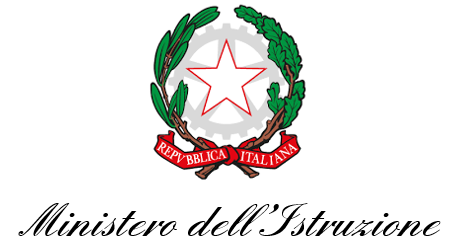 REPVBBLICA ITALIANA
Ministero dell'Istruzione